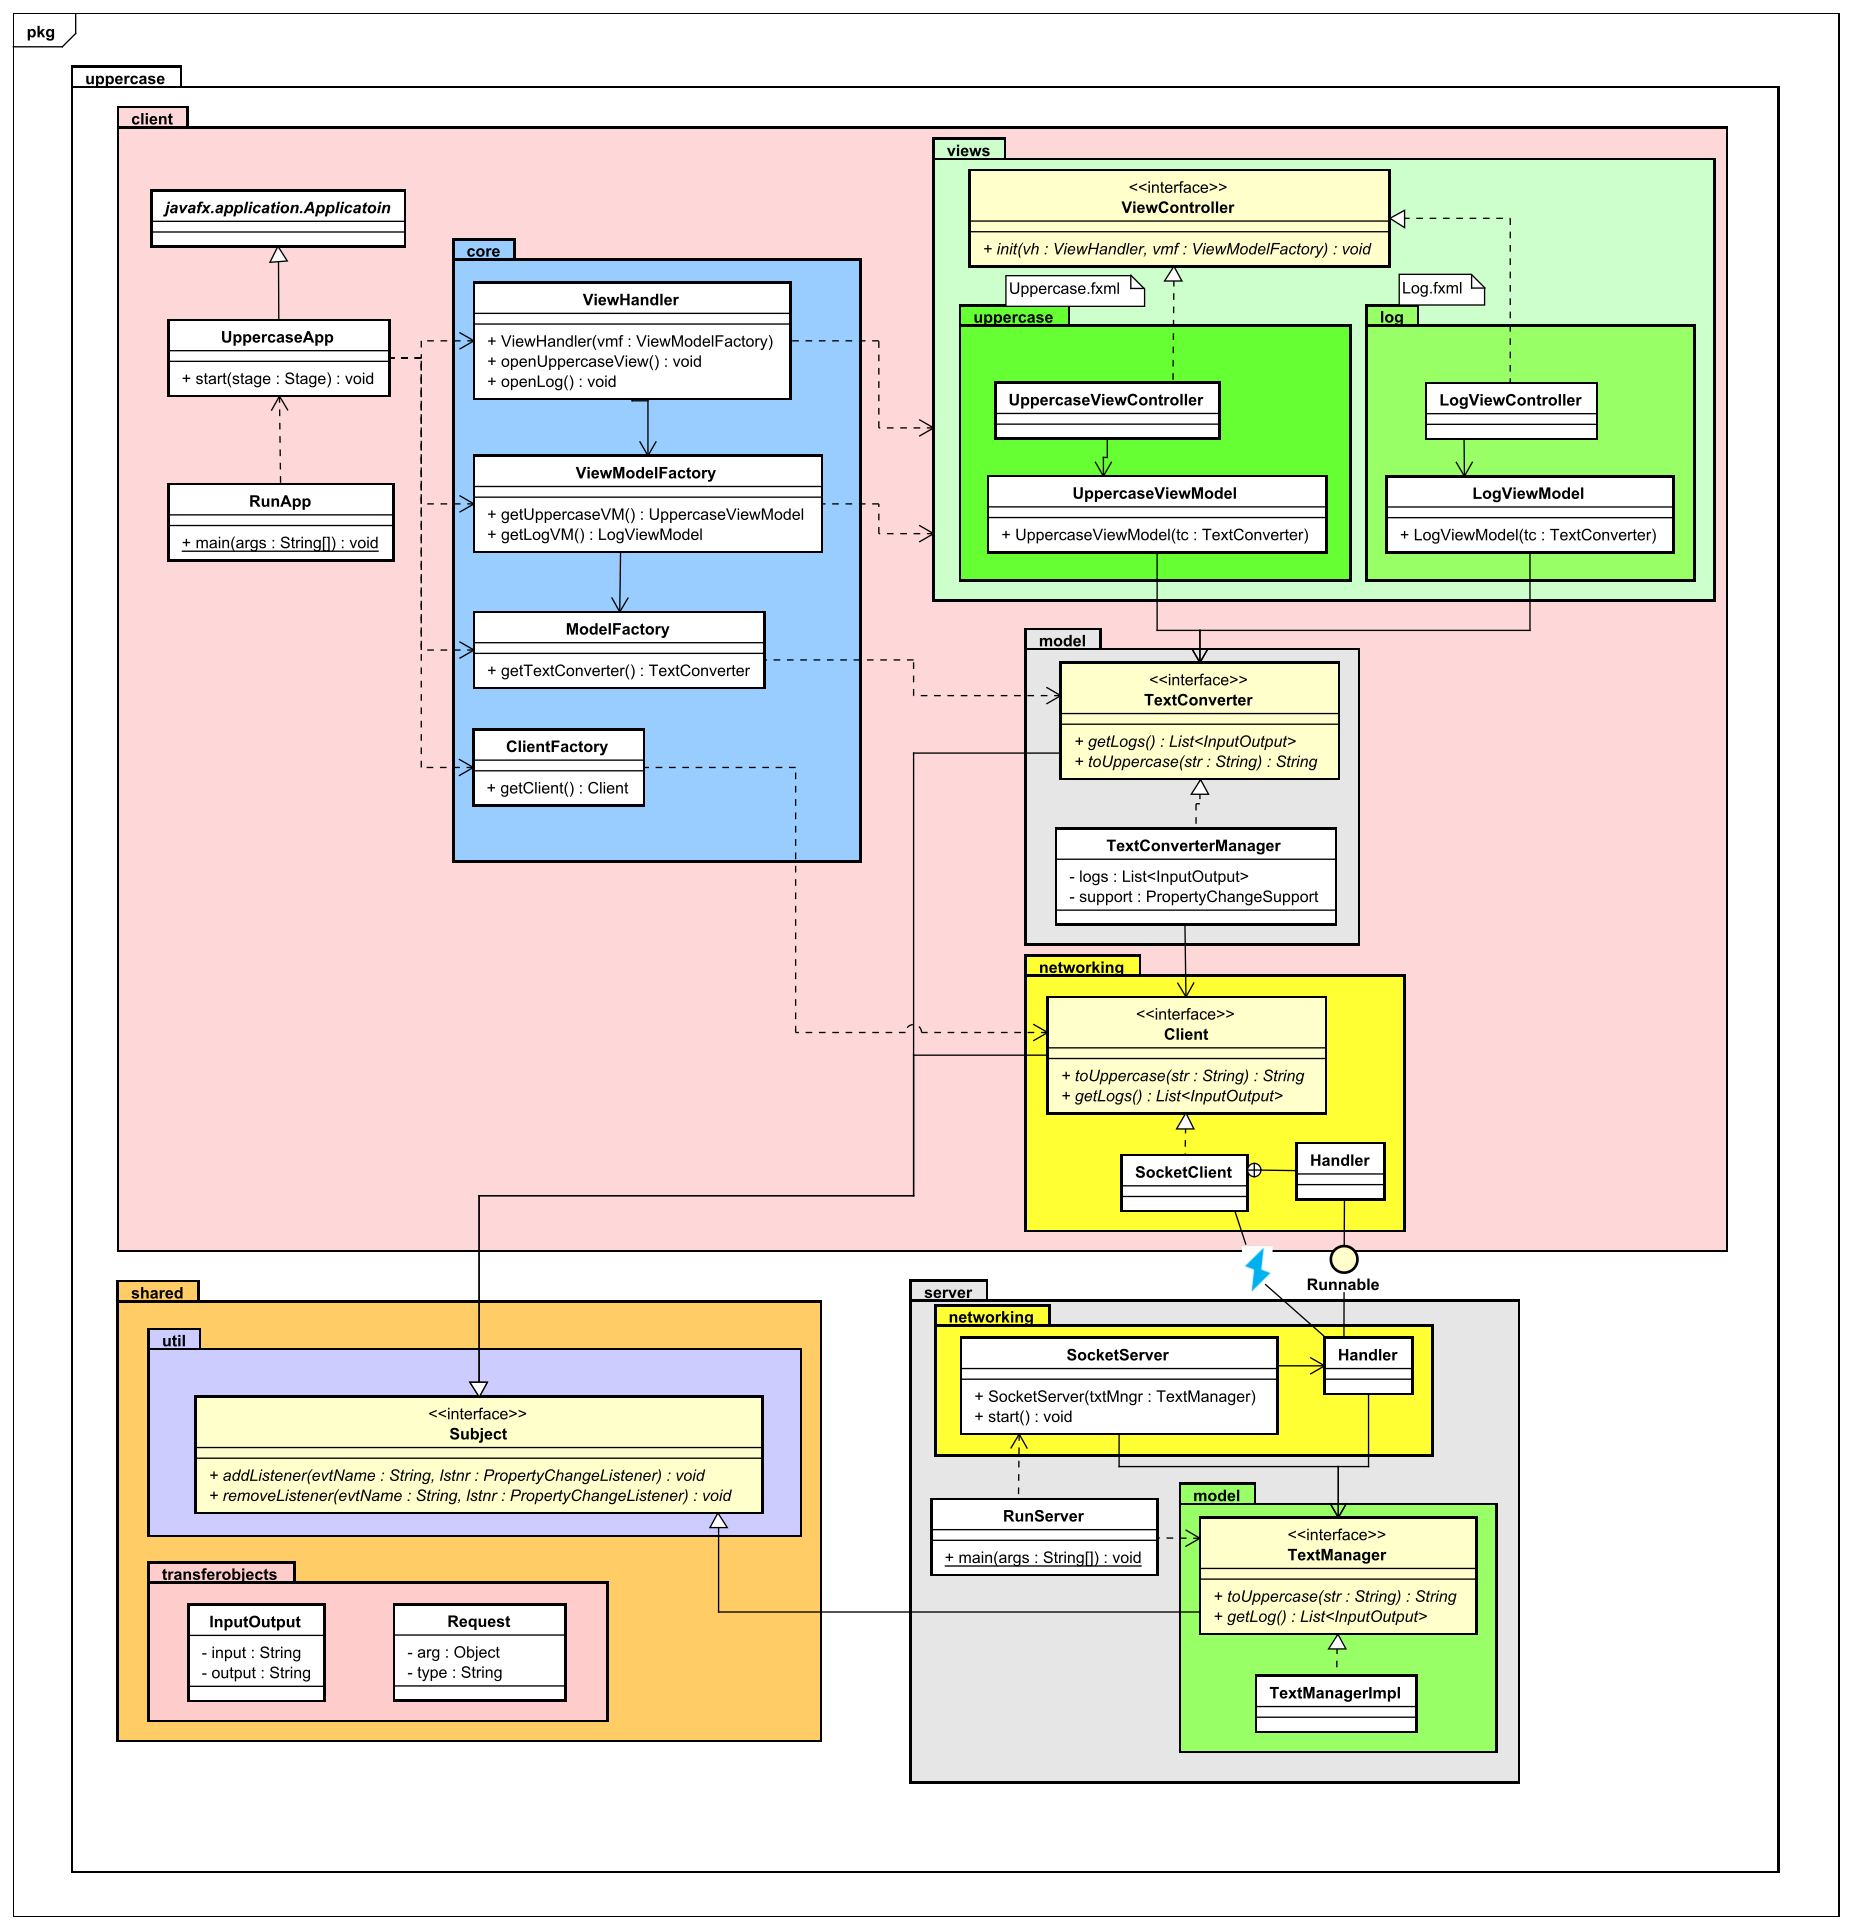 pkg
uppercase
client
javafx.application.Applicatoin
UppercaseApp
+ start(stage : Stage) : void
RunApp
+ main(args : String[]) : void
core
ViewHandler
+ ViewHandler(vmf : ViewModelFactory)
+ openUppercaseView() : void
+ openLog() : void
ViewModelFactory
+ getUppercaseVM() : UppercaseViewModel
+ getLogVM() : LogViewModel
ModelFactory
+ getTextConverter() : TextConverter
ClientFactory
+ getClient() : Client
views
<<interface>>
ViewController
+ init(vh : ViewHandler, vmf : ViewModelFactory) : void
Uppercase.fxml
Log.fxml
uppercase
UppercaseViewController
UppercaseViewModel
+ UppercaseViewModel(tc : TextConverter)
log
LogViewController
LogViewModel
+ LogViewModel(tc : TextConverter)
model
<<interface>>
TextConverter
+ getLogs() : List<InputOutput>
+ toUppercase(str : String) : String
TextConverterManager
- logs : List<InputOutput>
- support : PropertyChangeSupport
networking
<<interface>>
Client
+ toUppercase(str : String) : String
+ getLogs() : List<InputOutput>
SocketClient
Handler
Runnable
shared
util
<<interface>>
Subject
+ addListener(evtName : String, lstnr : PropertyChangeListener) : void
+ removeListener(evtName : String, lstnr : PropertyChangeListener) : void
transferobjects
InputOutput
- input : String
- output : String
Request
- arg : Object
- type : String
server
networking
SocketServer
+ SocketServer(txtMngr : TextManager)
+ start() : void
Handler
RunServer
+ main(args : String[]) : void
model
<<interface>>
TextManager
+ toUppercase(str : String) : String
+ getLog() : List<InputOutput>
TextManagerImpl